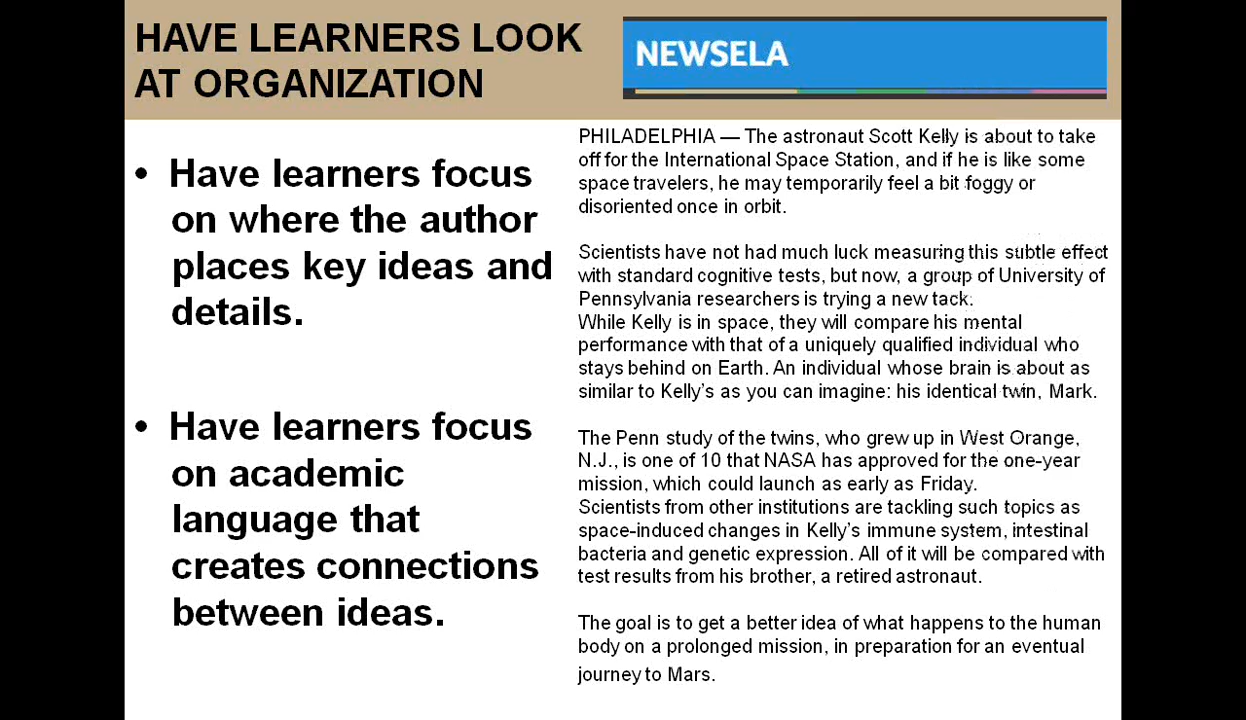 HAVE LEARNERS LOOK
AT ORGANIZATION
NEWSELA
• Have learners focus
on where the author
places key ideas and
details.
• Have learners focus
on academic
language that
creates connections
between ideas.
PHILADELPHIA — The astronaut Scott Kelly is about to take
off for the International Space Station, and if he is like some
space travelers, he may temporarily feel a bit foggy or
disoriented once in orbit.
Scientists have not had much luck measuring this subtle effect
with standard cognitive tests, but now, a group of University of
Pennsylvania researchers is trying a new tack.
While Kelly is in space, they will compare his mental
performance with that of a uniquely qualified individual who
stays behind on Earth. An individual whose brain is about as
similar to Kelly's as you can imagine: his identical twin, Mark.
The Penn study of the twins, who grew up in West Orange,
N.J., is one of 10 that NASA has approved for the one-year
mission, which could launch as early as Friday.
Scientists from other institutions are tackling such topics as
space-induced changes in Kelly's immune system, intestinal
bacteria and genetic expression. All of it will be compared with
test results from his brother, a retired astronaut.
The goal is to get a better idea of what happens to the human
body on a prolonged mission, in preparation for an eventual
journey to Mars.